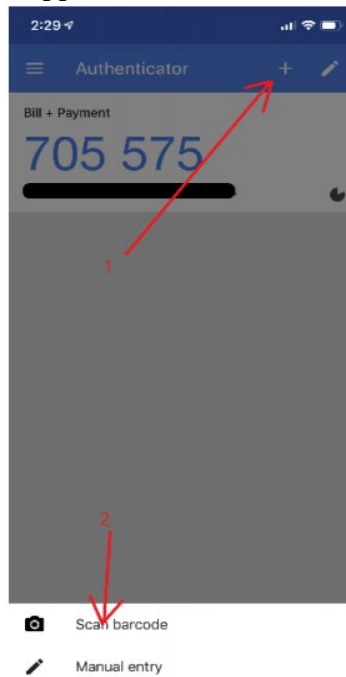 2:29
Authenticator
Bill + Payment
705 575
1
2
Scan barcode
Manual entry